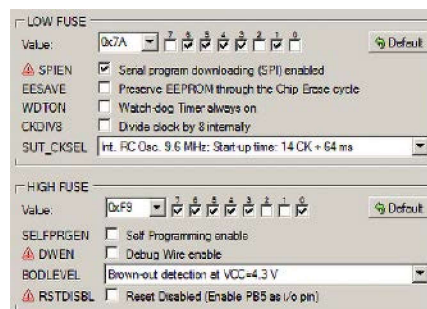 LOW FUSE
Value: 0x7A 7 6 5 4 3 2 1 0 Default
SPIEN Serial program downloading (SPI) enabled
EESAVE Preserve EEPROM through the Chip Erase cycle
WDTON Watch-dog Timer always on
CKDIV8 Divide clock by 8 internally
SUT_CKSEL Int. RC Osc. 9.6 MHz; Start-up time: 14 CK + 64 ms
HIGH FUSE
Value: 0xF9 7 6 5 4 3 2 1 0 Default
SELFPRGEN Self Programming enable
DWEN Debug Wire enable
BODLEVEL Brown-out detection at VCC=4.3 V
RSTDISBL Reset Disabled (Enable PB5 as i/o pin)